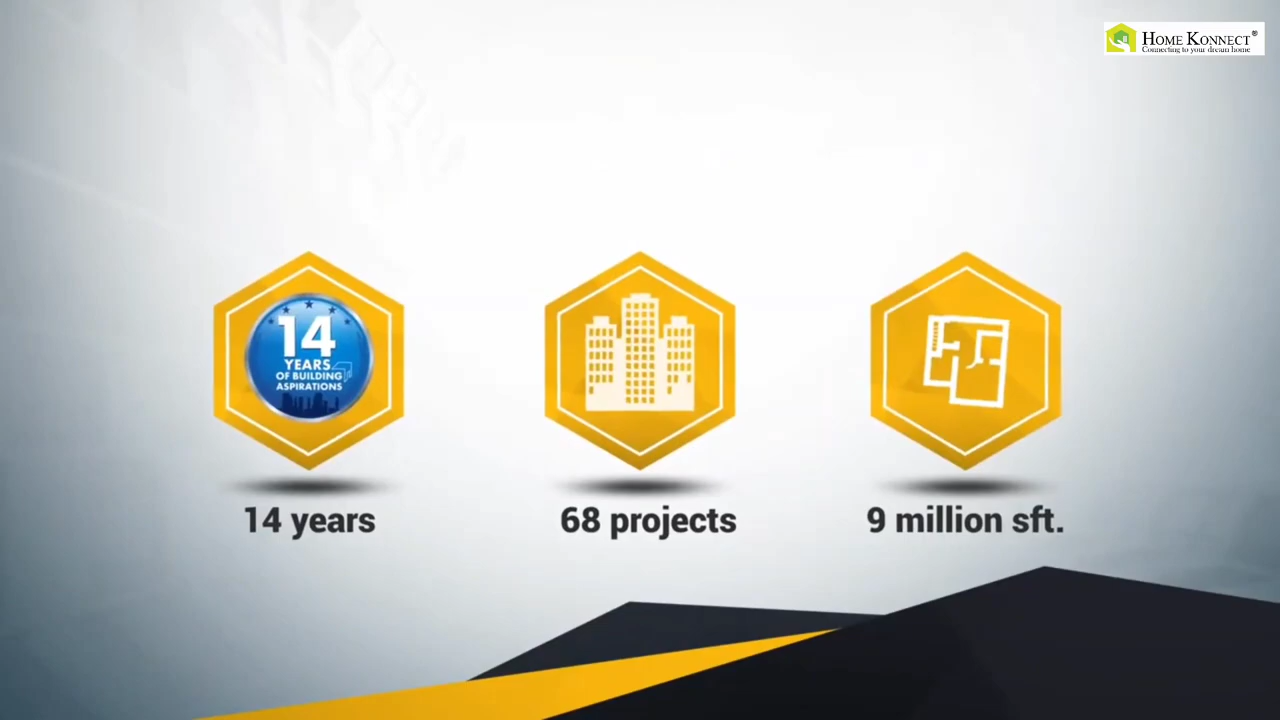 HOME KONNECT®
Connecting to your dream home
14
YEARS
OF BUILDING
ASPIRATIONS
14 years
68 projects
9 million sft.